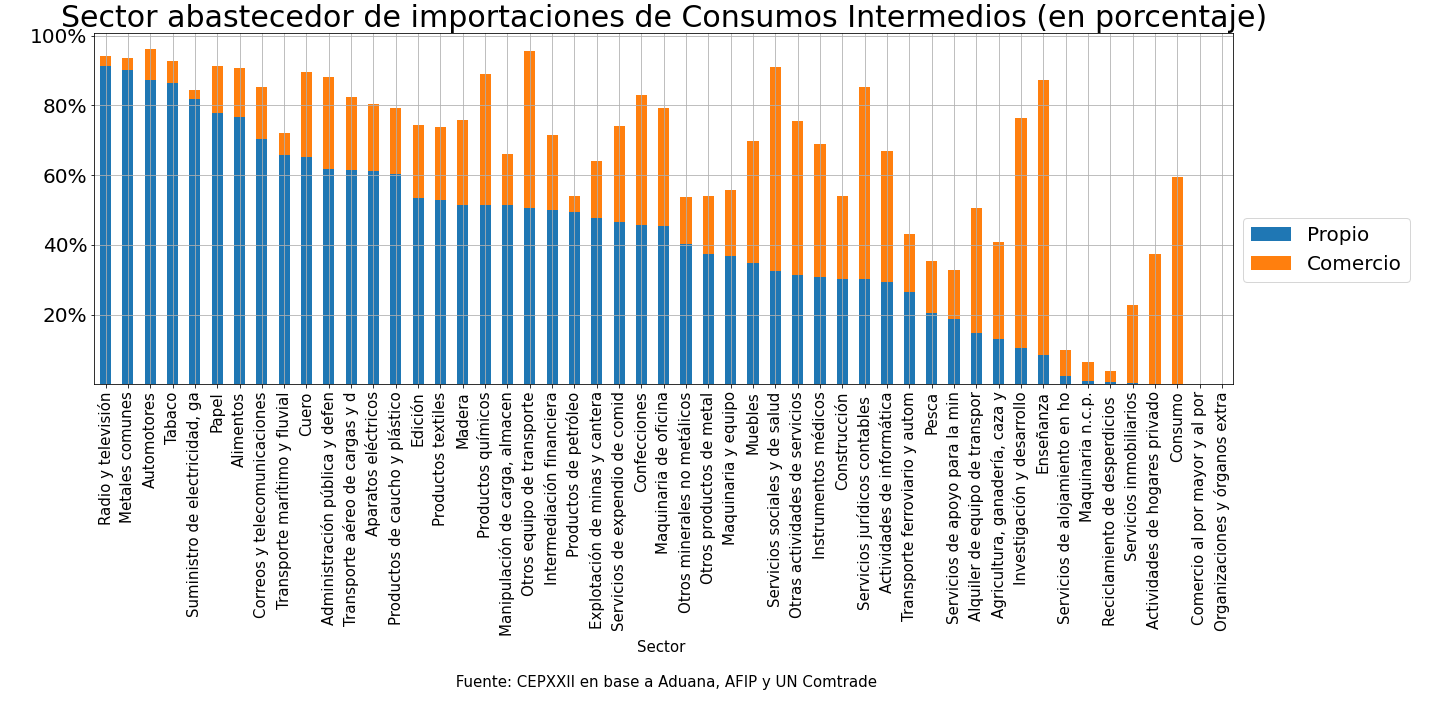 Sector abastecedor de importaciones de Consumos Intermedios (en porcentaje)
100%
80%
60%
40%
20%
Propio
Comercio
Radio y televisión
Metales comunes
Automotores
Tabaco
Suministro de electricidad, ga
Papel
Alimentos
Correos y telecomunicaciones
Transporte marítimo y fluvial
Cuero
Administración pública y defen
Transporte aéreo de cargas y d
Aparatos eléctricos
Productos de caucho y plástico
Edición
Productos textiles
Madera
Productos químicos
Manipulación de carga, almacen
Otros equipo de transporte
Intermediación financiera
Productos de petróleo
Explotación de minas y cantera
Servicios de expendio de comid
Confecciones
Maquinaria de oficina
Otros minerales no metálicos
Otros productos de metal
Maquinaria y equipo
Muebles
Servicios sociales y de salud
Otras actividades de servicios
Instrumentos médicos
Construcción
Servicios jurídicos contables
Actividades de informática
Transporte ferroviario y autom
Pesca
Servicios de apoyo para la min
Alquiler de equipo de transpor
Agricultura, ganadería, caza y
Investigación y desarrollo
Enseñanza
Servicios de alojamiento en ho
Maquinaria n.c.p.
Reciclamiento de desperdicios
Servicios inmobiliarios
Actividades de hogares privado
Consumo
Comercio al por mayor y al por
Organizaciones y órganos extra
Sector
Fuente: CEPXXII en base a Aduana, AFIP y UN Comtrade